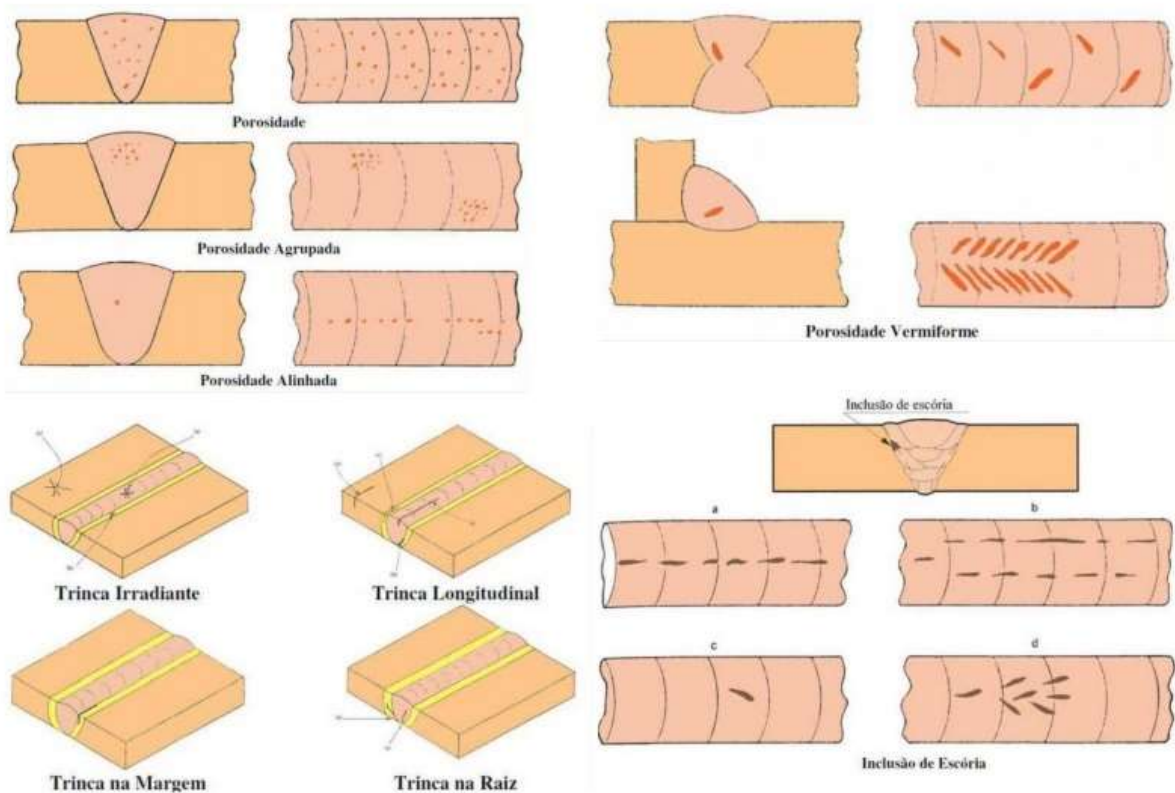 Porosidade
Porosidade Agrupada
Porosidade Alinhada
Porosidade Vermiforme
Trinca Irradiante
Trinca Longitudinal
Trinca na Margem
Trinca na Raiz
Inclusão de escória
a
b
c
d
Inclusão de Escória